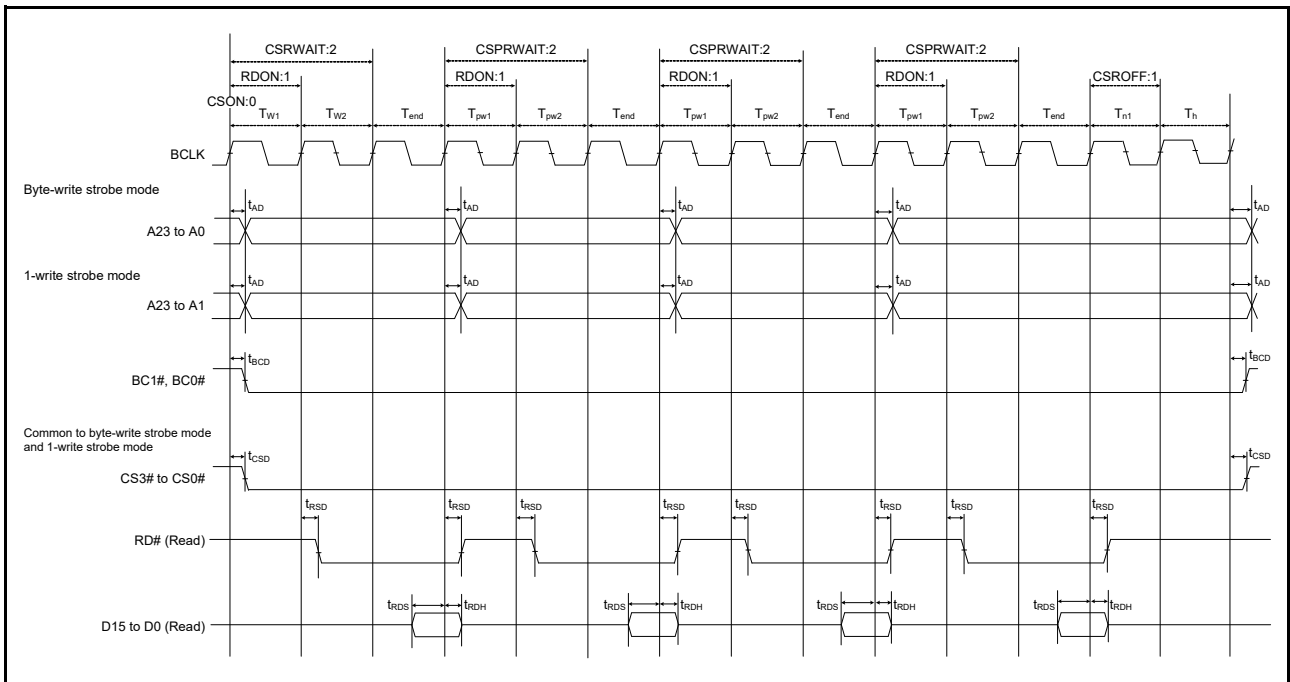 CSRWAIT:2 CSPRWAIT:2 CSPRWAIT:2 CSPRWAIT:2
RDON:1 RDON:1 RDON:1 RDON:1 CSROFF:1
CSON:0
TW1 TW2 Tend Tpw1 Tpw2 Tend Tpw1 Tpw2 Tend Tpw1 Tpw2 Tend Tn1 Th
BCLK
Byte-write strobe mode
tAD tAD tAD tAD tAD
A23 to A0
1-write strobe mode
tAD tAD tAD tAD tAD
A23 to A1
tBCD tBCD
BC1#, BC0#
Common to byte-write strobe mode
and 1-write strobe mode
tCSD tCSD
CS3# to CS0#
tRSD tRSD tRSD tRSD tRSD tRSD tRSD tRSD
RD# (Read)
tRDS tRDH tRDS tRDH tRDS tRDH tRDS tRDH
D15 to D0 (Read)